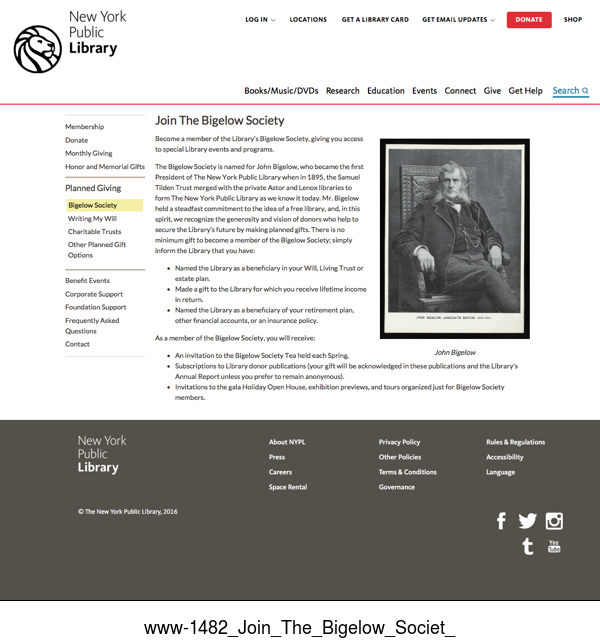 New York
Public
Library
LOG IN
LOCATIONS
GET A LIBRARY CARD
GET EMAIL UPDATES
DONATE
SHOP
Books/Music/DVDs Research Education Events Connect Give Get Help Search
Membership
Donate
Monthly Giving
Honor and Memorial Gifts
Planned Giving
Bigelow Society
Writing My Will
Charitable Trusts
Other Planned Gift
Options
Benefit Events
Corporate Support
Foundation Support
Frequently Asked
Questions
Contact
Join The Bigelow Society
Become a member of the Library's Bigelow Society, giving you access
to special Library events and programs.
The Bigelow Society is named for John Bigelow, who became the first
President of The New York Public Library when in 1895, the Samuel
Tilden Trust merged with the private Astor and Lenox libraries to
form The New York Public Library as we know it today. Mr. Bigelow
held a steadfast commitment to the idea of a free library, and, in this
spirit, we recognize the generosity and vision of donors who help to
secure the Library's future by making planned gifts. There is no
minimum gift to become a member of the Bigelow Society; simply
inform the Library that you have:
• Named the Library as a beneficiary in your Will, Living Trust or
estate plan.
• Made a gift to the Library for which you receive lifetime income
in return.
• Named the Library as a beneficiary of your retirement plan,
other financial accounts, or an insurance policy.
JOHN BIGELOW, ASSOCIATE EDITOR
John Bigelow
As a member of the Bigelow Society, you will receive:
• An invitation to the Bigelow Society Tea held each Spring.
• Subscriptions to Library donor publications (your gift will be acknowledged in these publications and the Library's
Annual Report unless you prefer to remain anonymous).
• Invitations to the gala Holiday Open House, exhibition previews, and tours organized just for Bigelow Society
members.
New York
Public
Library
About NYPL
Press
Careers
Space Rental
Privacy Policy
Other Policies
Terms & Conditions
Governance
Rules & Regulations
Accessibility
Language
© The New York Public Library, 2016
You
Tube
www-1482_Join_The_Bigelow_Societ_